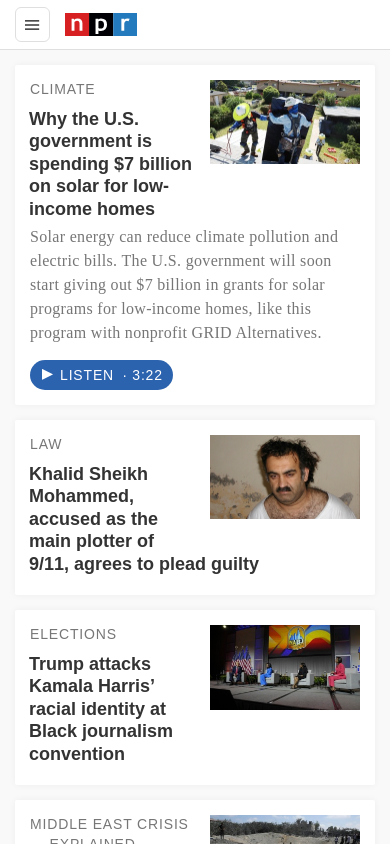 npr
CLIMATE
Why the U.S.
government is
spending $7 billion
on solar for low-
income homes
Solar energy can reduce climate pollution and
electric bills. The U.S. government will soon
start giving out $7 billion in grants for solar
programs for low-income homes, like this
program with nonprofit GRID Alternatives.
LISTEN · 3:22
LAW
Khalid Sheikh
Mohammed,
accused as the
main plotter of
9/11, agrees to plead guilty
ELECTIONS
Trump attacks
Kamala Harris’
racial identity at
Black journalism
convention
MIDDLE EAST CRISIS
— EXPLAINED